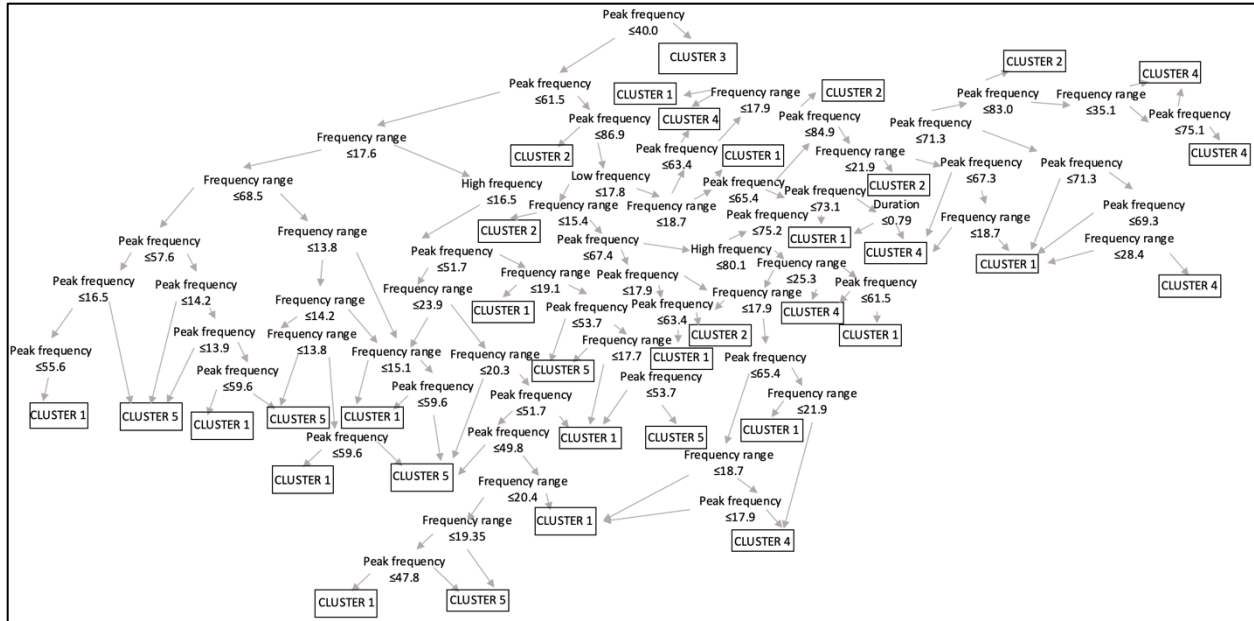 Peak frequency
≤40.0
CLUSTER 3
CLUSTER 2
CLUSTER 4
Peak frequency
≤61.5
CLUSTER 1
Frequency range
≤17.9
CLUSTER 2
Peak frequency
≤83.0
Frequency range
≤35.1
Peak frequency
≤86.9
CLUSTER 4
Peak frequency
≤84.9
Peak frequency
≤71.3
Peak frequency
≤75.1
Frequency range
≤17.6
CLUSTER 2
Peak frequency
≤63.4
CLUSTER 1
Frequency range
≤21.9
CLUSTER 4
Peak frequency
≤67.3
Peak frequency
≤71.3
Frequency range
≤68.5
High frequency
≤16.5
Low frequency
≤17.8
Peak frequency
≤65.4
CLUSTER 2
Peak frequency
≤73.1
Frequency range
≤15.4
Frequency range
≤18.7
Duration
≤0.79
Peak frequency
≤69.3
Frequency range
≤13.8
CLUSTER 2
Peak frequency
≤75.2
CLUSTER 1
Frequency range
≤18.7
Peak frequency
≤57.6
Peak frequency
≤51.7
Peak frequency
≤67.4
High frequency
≤80.1
CLUSTER 4
Frequency range
≤28.4
CLUSTER 1
Frequency range
≤25.3
Peak frequency
≤16.5
Peak frequency
≤14.2
Frequency range
≤19.1
Peak frequency
≤17.9
Peak frequency
≤61.5
CLUSTER 4
Frequency range
≤23.9
Frequency range
≤17.9
Frequency range
≤14.2
CLUSTER 1
Peak frequency
≤53.7
Peak frequency
≤63.4
CLUSTER 4
Peak frequency
≤13.9
Frequency range
≤13.8
CLUSTER 2
CLUSTER 1
Frequency range
≤17.7
Peak frequency
≤55.6
Frequency range
≤15.1
Frequency range
≤20.3
CLUSTER 1
Peak frequency
≤65.4
Peak frequency
≤59.6
CLUSTER 5
Peak frequency
≤53.7
Peak frequency
≤59.6
Peak frequency
≤51.7
Frequency range
≤21.9
CLUSTER 1
CLUSTER 5
CLUSTER 1
CLUSTER 5
CLUSTER 1
CLUSTER 1
Peak frequency
≤59.6
Peak frequency
≤49.8
CLUSTER 1
CLUSTER 5
Frequency range
≤18.7
CLUSTER 1
CLUSTER 5
Frequency range
≤20.4
Peak frequency
≤17.9
Frequency range
≤19.35
CLUSTER 1
CLUSTER 4
Peak frequency
≤47.8
CLUSTER 1
CLUSTER 5